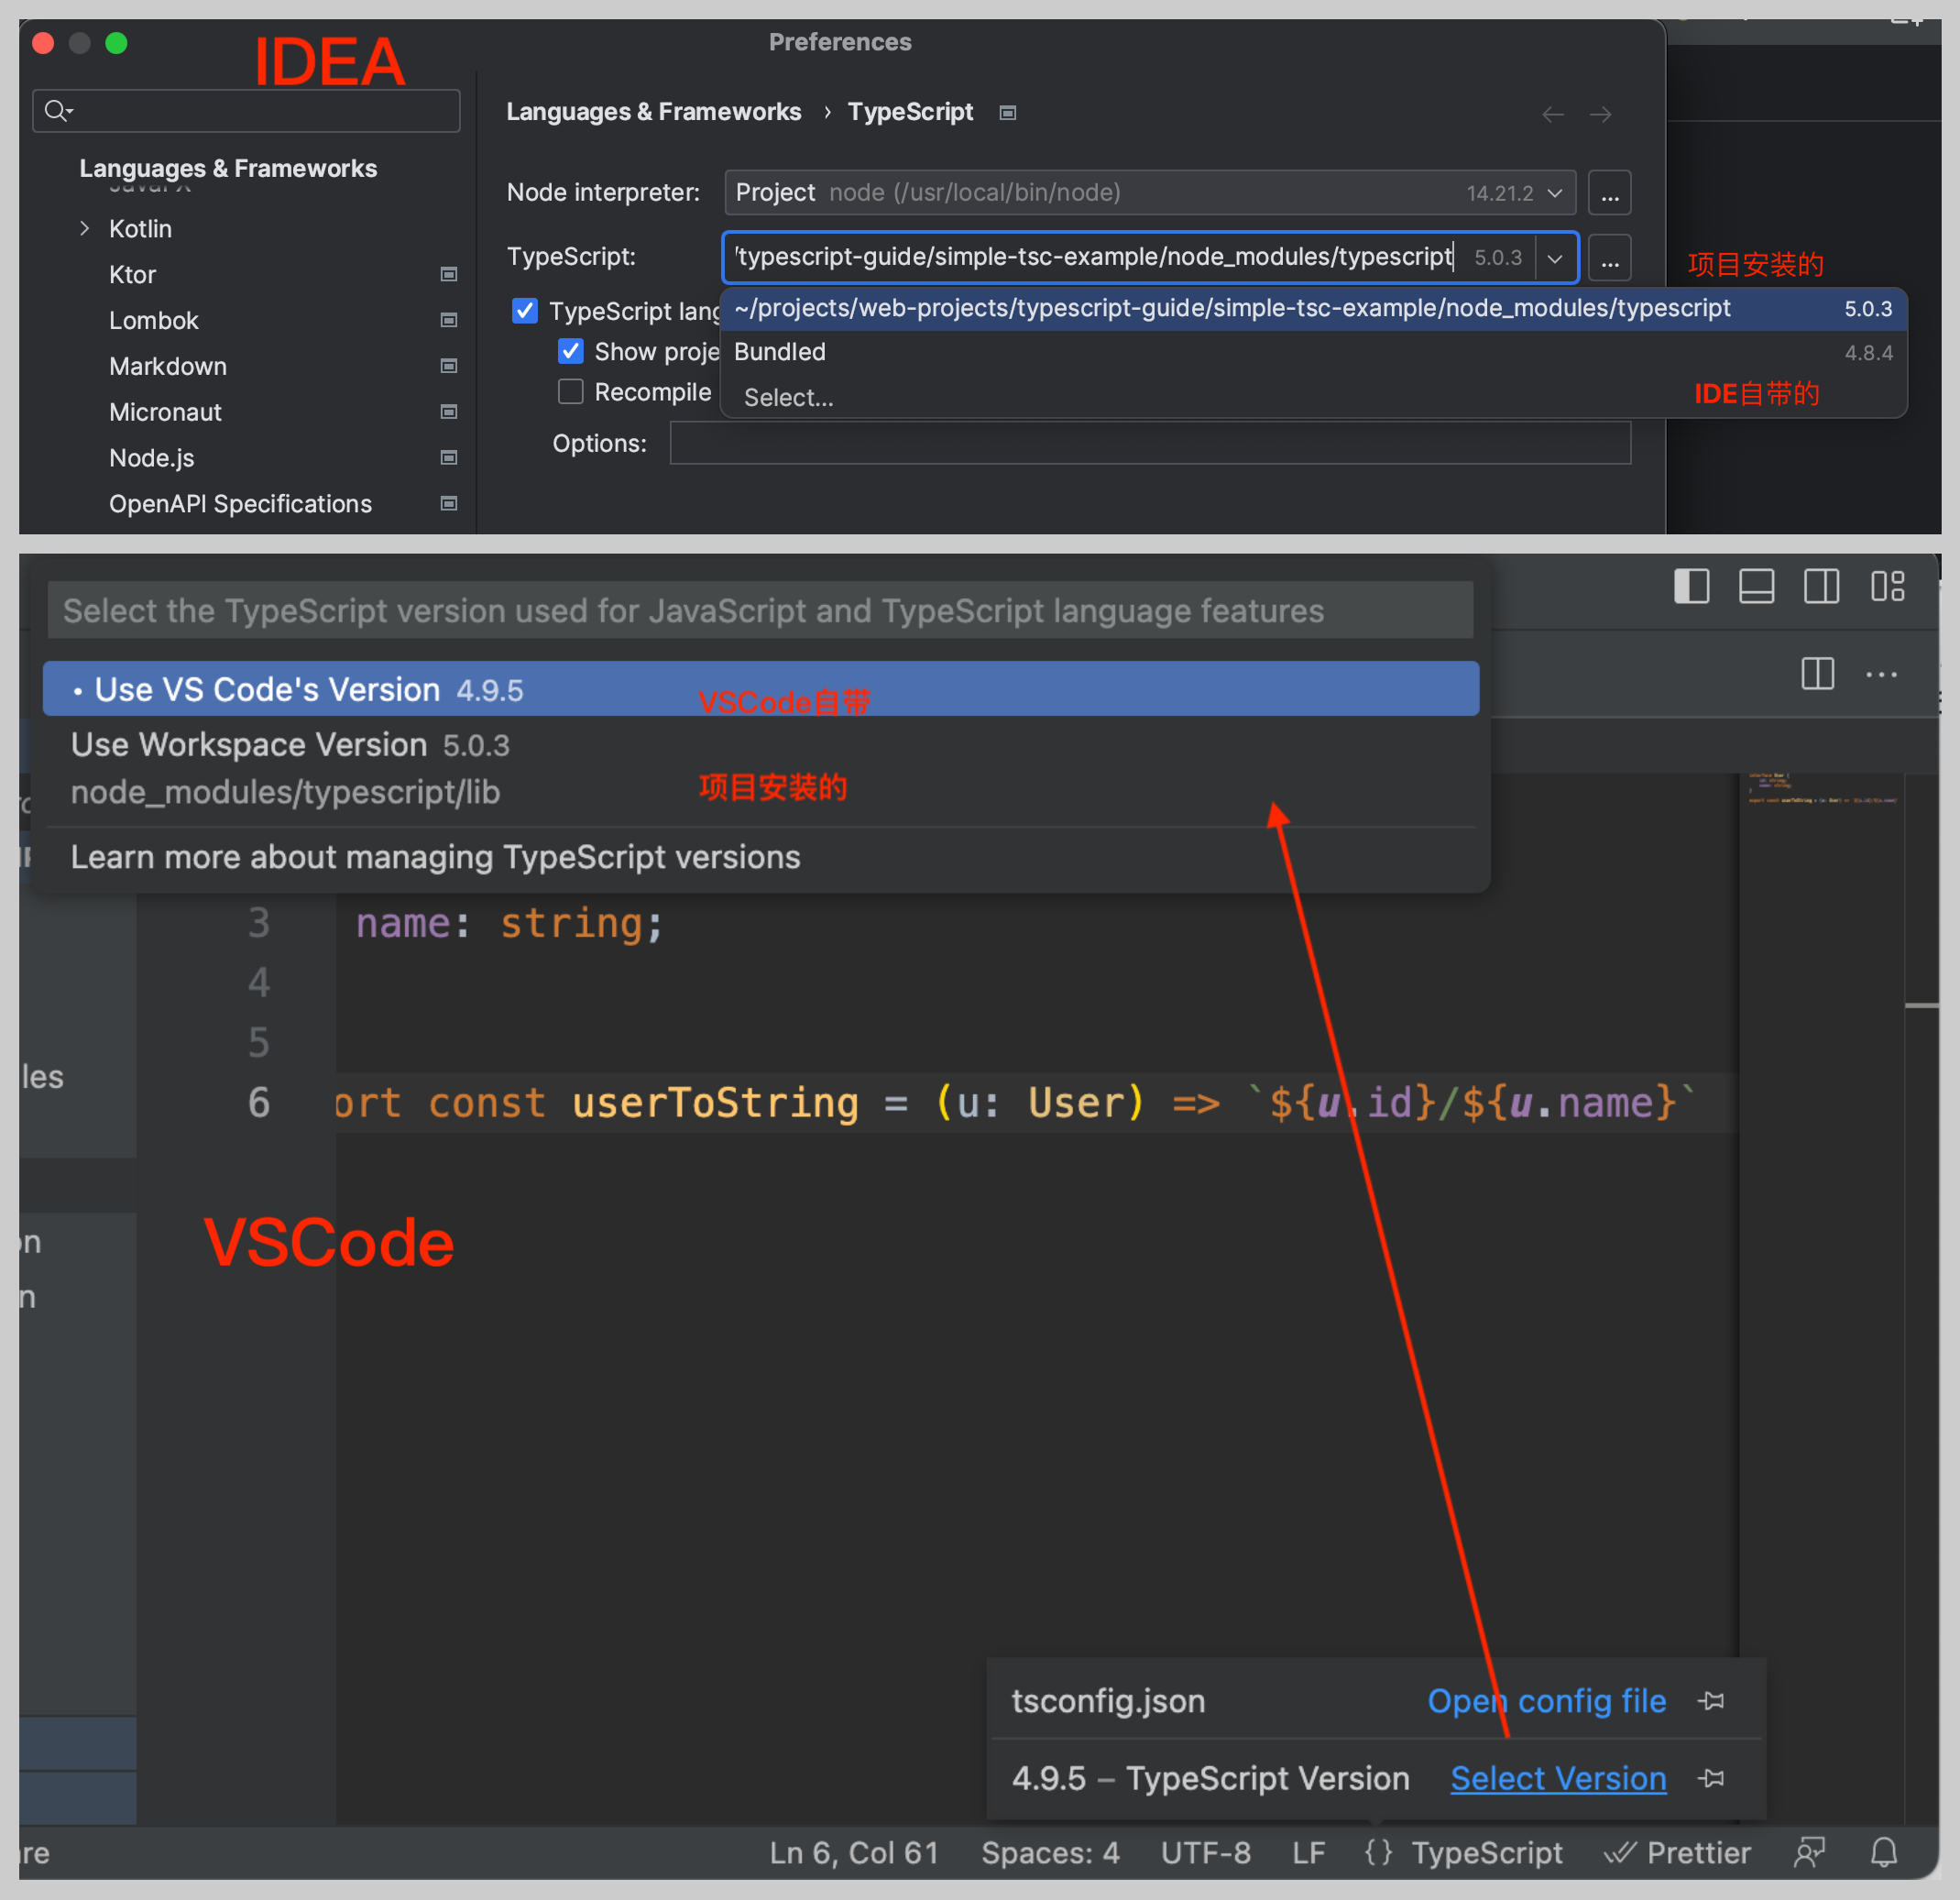 IDEA
Preferences
Languages & Frameworks › TypeScript
Languages & Frameworks
JavaFX
Kotlin
Ktor
Lombok
Markdown
Micronaut
Node.js
OpenAPI Specifications
Node interpreter: Project node (/usr/local/bin/node) 14.21.2 ...
TypeScript: typescript-guide/simple-tsc-example/node_modules/typescript 5.0.3 ...
项目安装的
~/projects/web-projects/typescript-guide/simple-tsc-example/node_modules/typescript 5.0.3
TypeScript lang
Show proje
Bundled 4.8.4
Recompile
Select...
IDE自带的
Options:
Select the TypeScript version used for JavaScript and TypeScript language features
• Use VS Code's Version 4.9.5
VSCode自带
Use Workspace Version 5.0.3
node_modules/typescript/lib
项目安装的
Learn more about managing TypeScript versions
3 name: string;
4
5
les
6 ort const userToString = (u: User) => `${u.id}/${u.name}`
VSCode
on
n
tsconfig.json Open config file
4.9.5 – TypeScript Version Select Version
re
Ln 6, Col 61 Spaces: 4 UTF-8 LF {} TypeScript Prettier